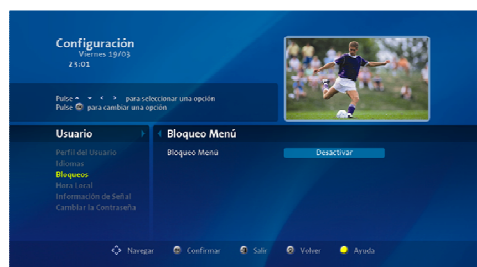 Configuración
Viernes 19/03
23:01
Pulse para seleccionar una opción
Pulse para cambiar una opción
Usuario
Bloqueo Menú
Perfil del Usuario
Bloqueo Menú
Desactivar
Idiomas
Bloqueos
Hora Local
Información de Señal
Cambiar la Contraseña
Navegar
Confirmar
Salir
Volver
Ayuda